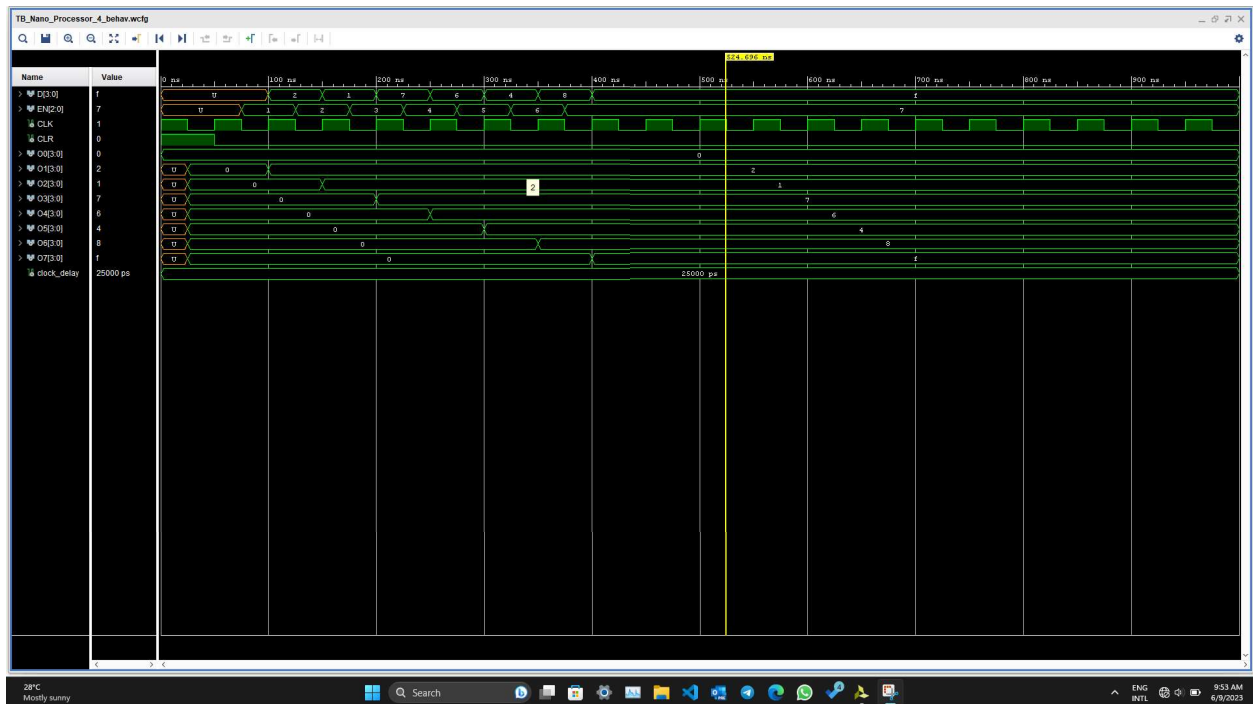 TB_Nano_Processor_4_behav.wcfg
524.696 ns
Name Value 0 ns 100 ns 200 ns 300 ns 400 ns 500 ns 600 ns 700 ns 800 ns 900 ns
D[3:0] f U 2 1 7 6 4 8 f
EN[2:0] 7 U 1 2 3 4 5 6 7
CLK 1
CLR 0
O0[3:0] 0 0
O1[3:0] 2 U 0 2
O2[3:0] 1 U 0 2 1
O3[3:0] 7 U 0 7
O4[3:0] 6 U 0 6
O5[3:0] 4 U 0 4
O6[3:0] 8 U 0 8
O7[3:0] f U 0 f
clock_delay 25000 ps 25000 ps
28°C
Mostly sunny
Search
ENG
INTL
9:53 AM
6/9/2023